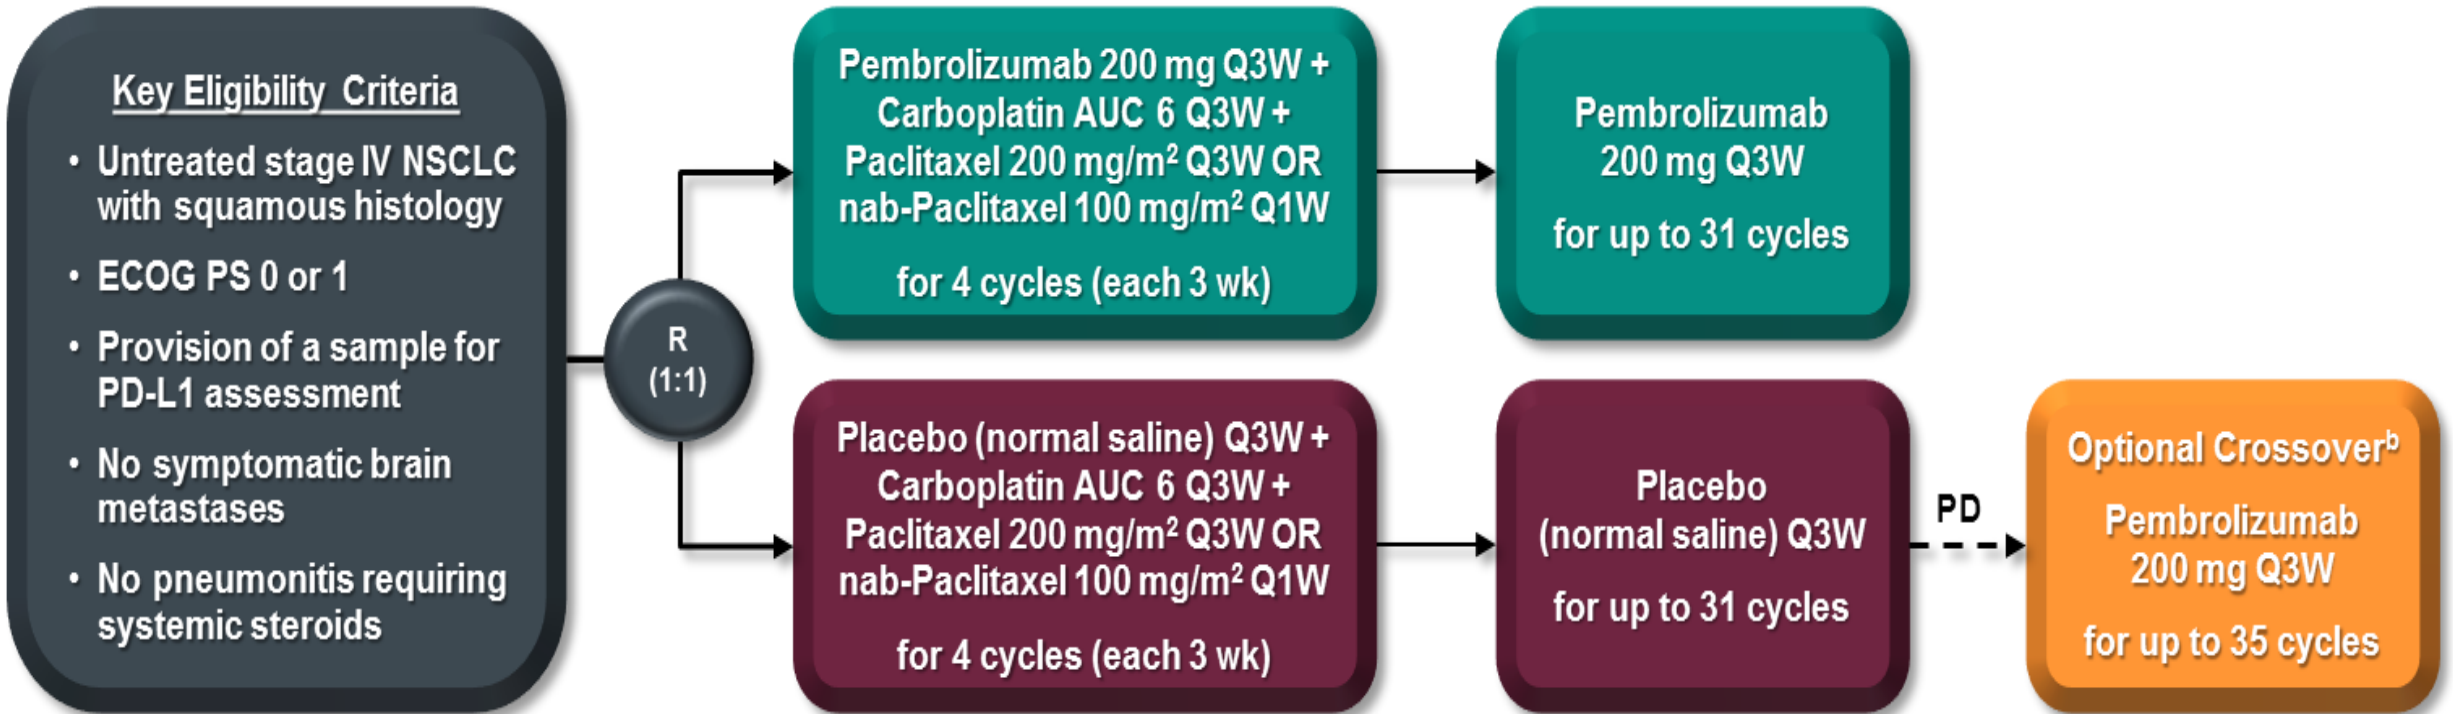 Key Eligibility Criteria
• Untreated stage IV NSCLC
with squamous histology
• ECOG PS 0 or 1
• Provision of a sample for
PD-L1 assessment
• No symptomatic brain
metastases
• No pneumonitis requiring
systemic steroids
R
(1:1)
Pembrolizumab 200 mg Q3W +
Carboplatin AUC 6 Q3W +
Paclitaxel 200 mg/m² Q3W OR
nab-Paclitaxel 100 mg/m² Q1W
for 4 cycles (each 3 wk)
Pembrolizumab
200 mg Q3W
for up to 31 cycles
Placebo (normal saline) Q3W +
Carboplatin AUC 6 Q3W +
Paclitaxel 200 mg/m² Q3W OR
nab-Paclitaxel 100 mg/m² Q1W
for 4 cycles (each 3 wk)
Placebo
(normal saline) Q3W
for up to 31 cycles
PD
Optional Crossoverᵇ
Pembrolizumab
200 mg Q3W
for up to 35 cycles